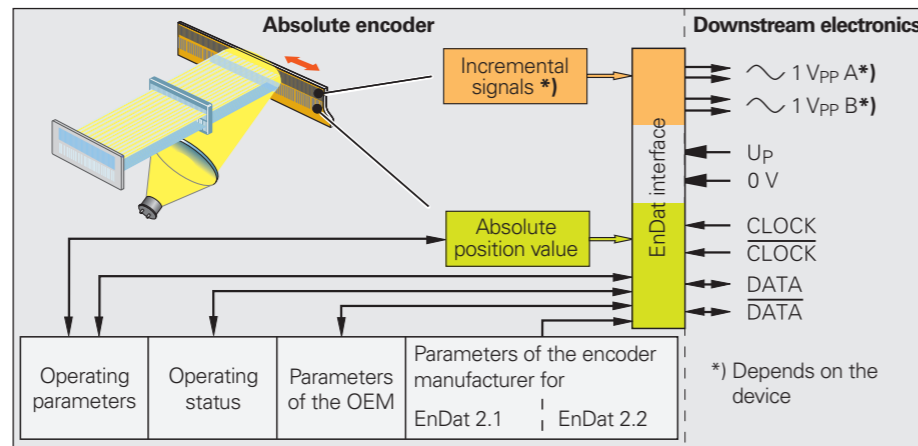 Absolute encoder
Downstream electronics
Incremental
signals *)
1 VPP A*)
1 VPP B*)
UP
0 V
EnDat interface
Absolute
position value
CLOCK
CLOCK
DATA
DATA
Operating
parameters
Operating
status
Parameters
of the OEM
Parameters of the encoder
manufacturer for
EnDat 2.1
EnDat 2.2
*) Depends on the
device